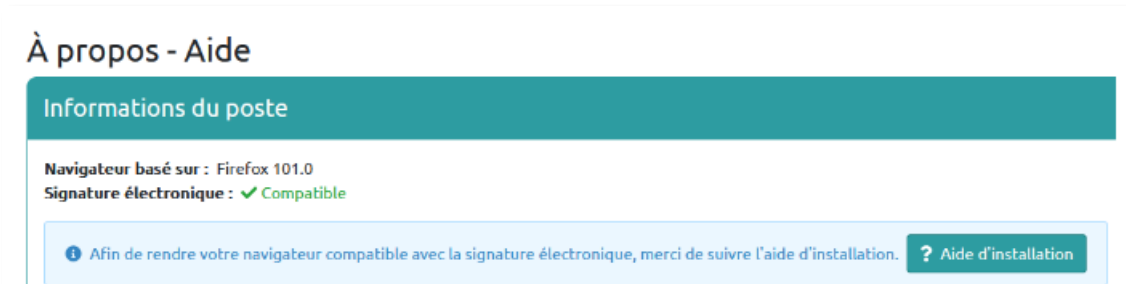 À propos - Aide
Informations du poste
Navigateur basé sur : Firefox 101.0
Signature électronique : ✔ Compatible
Afin de rendre votre navigateur compatible avec la signature électronique, merci de suivre l'aide d'installation. ? Aide d'installation